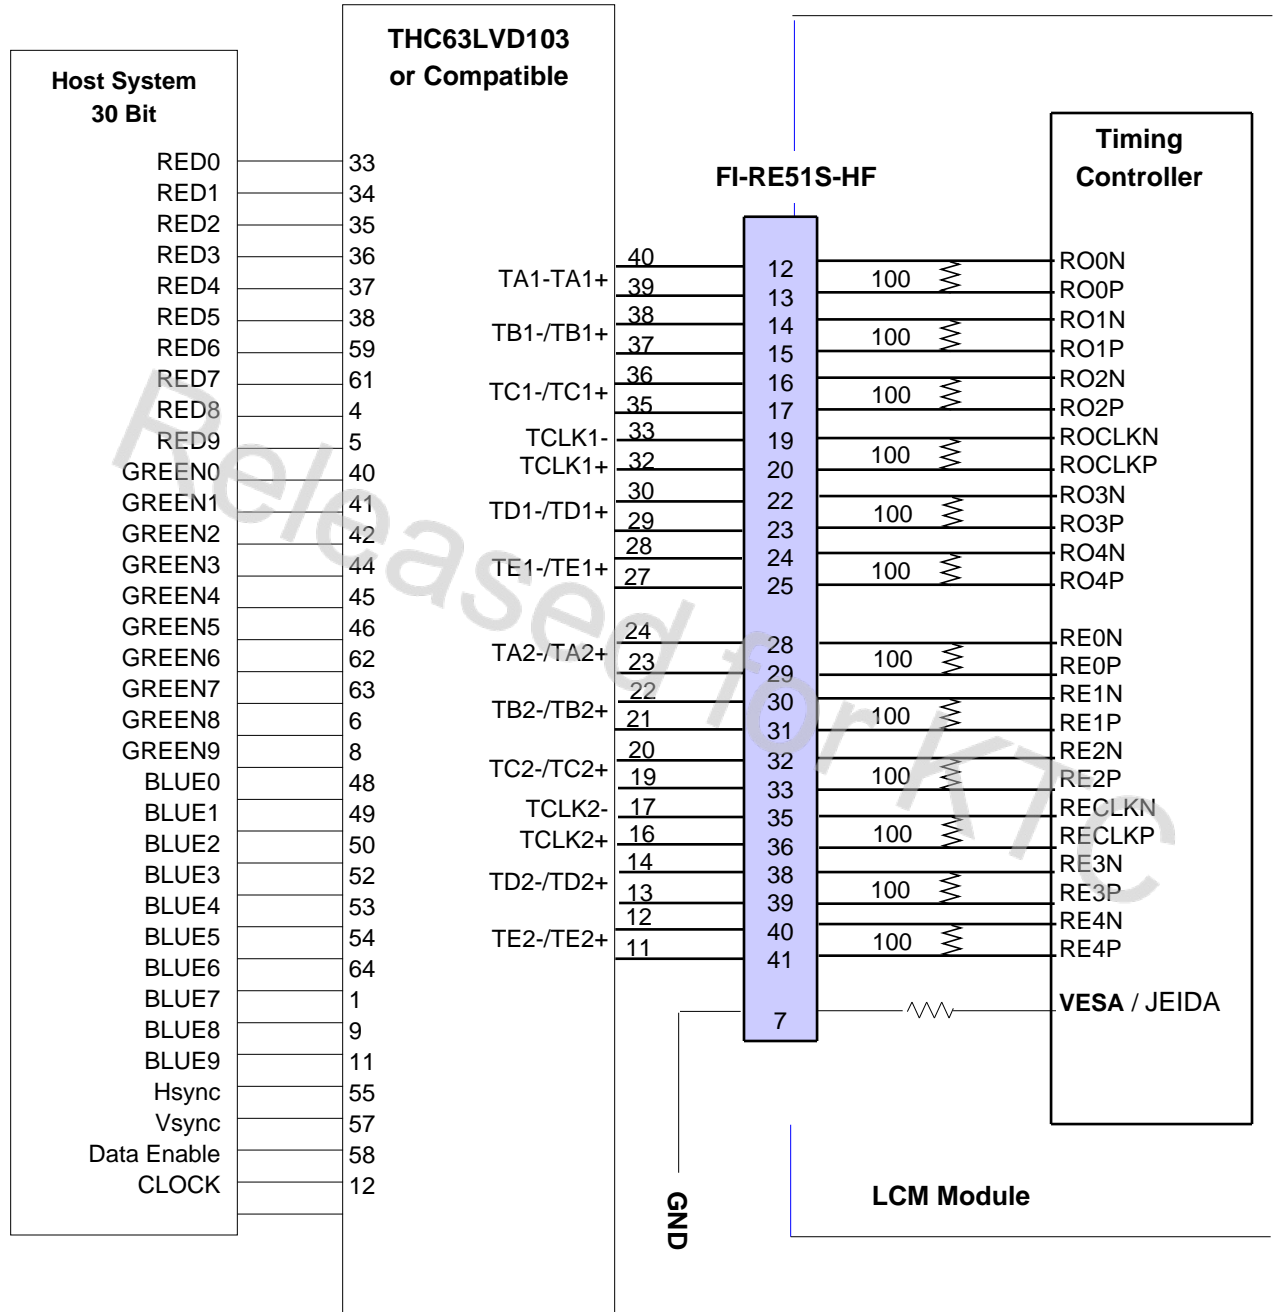 THC63LVD103
or Compatible
Host System
30 Bit
RED0 33
RED1 34
RED2 35
RED3 36
RED4 37
RED5 38
RED6 59
RED7 61
RED8 4
RED9 5
GREEN0 40
GREEN1 41
GREEN2 42
GREEN3 44
GREEN4 45
GREEN5 46
GREEN6 62
GREEN7 63
GREEN8 6
GREEN9 8
BLUE0 48
BLUE1 49
BLUE2 50
BLUE3 52
BLUE4 53
BLUE5 54
BLUE6 64
BLUE7 1
BLUE8 9
BLUE9 11
Hsync 55
Vsync 57
Data Enable 58
CLOCK 12
TA1-TA1+
40
39
TB1-/TB1+
38
37
TC1-/TC1+
36
35
TCLK1- 33
TCLK1+ 32
TD1-/TD1+
30
29
TE1-/TE1+
28
27
TA2-/TA2+
24
23
TB2-/TB2+
22
21
TC2-/TC2+
20
19
TCLK2- 17
TCLK2+ 16
TD2-/TD2+
14
13
TE2-/TE2+
12
11
FI-RE51S-HF
12
13
14
15
16
17
19
20
22
23
24
25
28
29
30
31
32
33
35
36
38
39
40
41
7
100
100
100
100
100
100
100
100
100
100
100
100
Timing
Controller
RO0N
RO0P
RO1N
RO1P
RO2N
RO2P
ROCLKN
ROCLKP
RO3N
RO3P
RO4N
RO4P
RE0N
RE0P
RE1N
RE1P
RE2N
RE2P
RECLKN
RECLKP
RE3N
RE3P
RE4N
RE4P
VESA / JEIDA
GND
LCM Module
Released for KTC